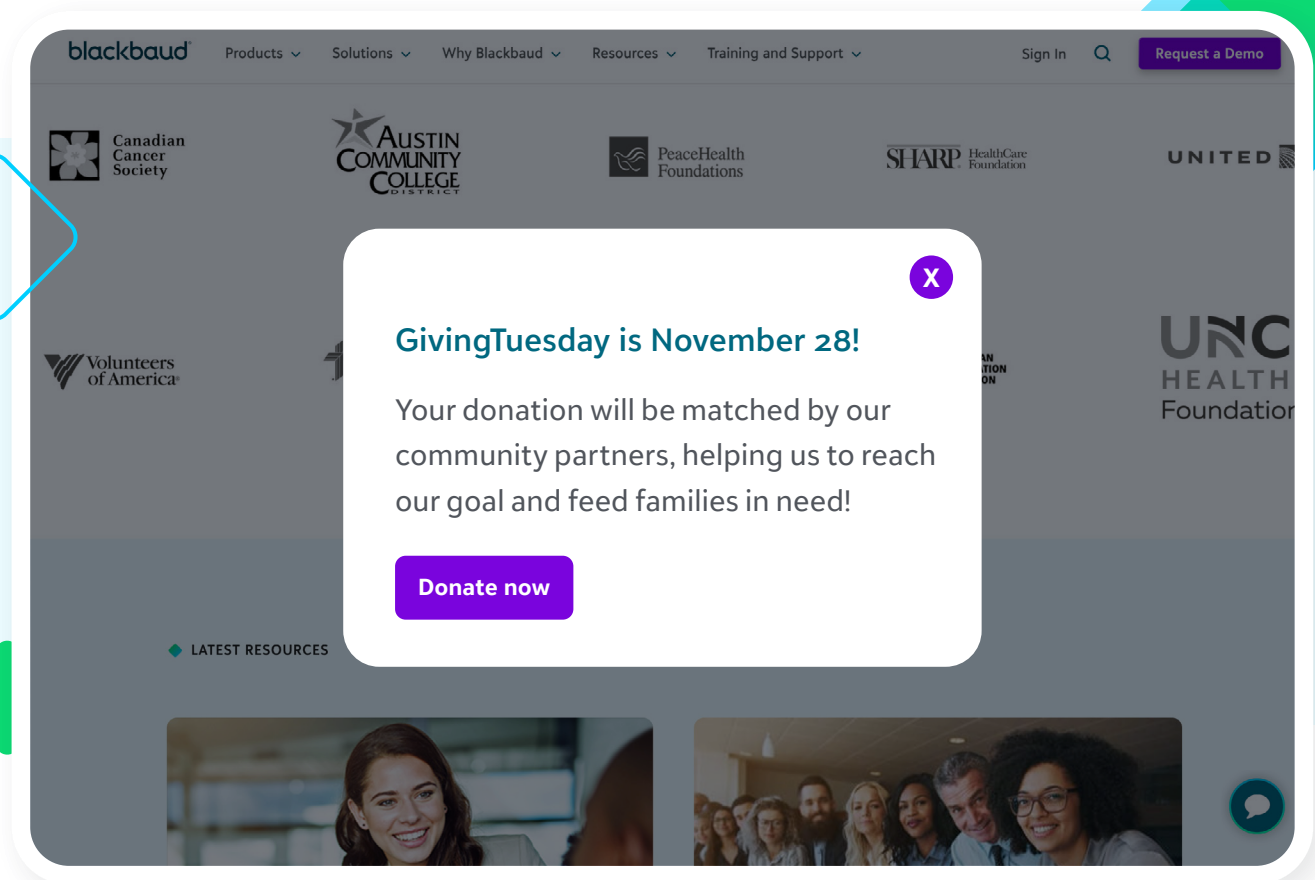 blackbaud Products Solutions Why Blackbaud Resources Training and Support Sign In Request a Demo
Canadian
Cancer
Society
AUSTIN
COMMUNITY
COLLEGE
DISTRICT
PeaceHealth
Foundations
SHARP HealthCare
Foundation
UNITED
X
GivingTuesday is November 28!
Your donation will be matched by our
community partners, helping us to reach
our goal and feed families in need!
Donate now
Volunteers
of America
UNC
HEALTH
Foundation
LATEST RESOURCES